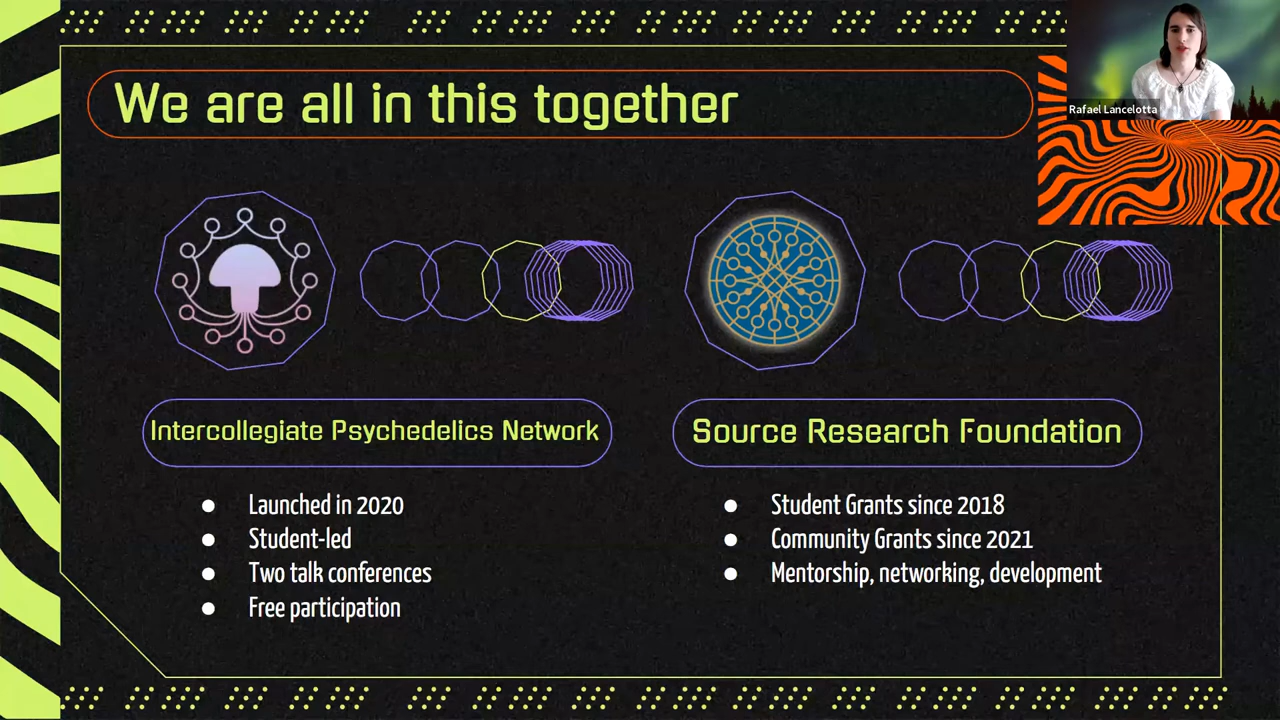 We are all in this together
Rafael Lancelotta
Intercollegiate Psychedelics Network
Launched in 2020
Student-led
Two talk conferences
Free participation
Source Research Foundation
Student Grants since 2018
Community Grants since 2021
Mentorship, networking, development